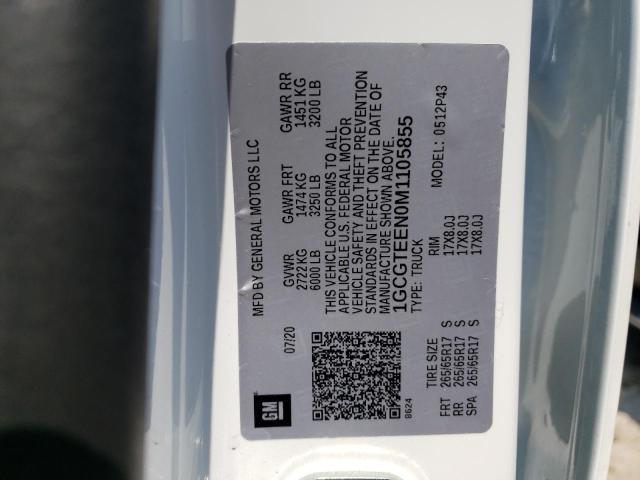 MFD BY GENERAL MOTORS LLC
07/20
GVWR GAWR FRT GAWR RR
2722 KG 1474 KG 1451 KG
6000 LB 3250 LB 3200 LB
THIS VEHICLE CONFORMS TO ALL
APPLICABLE U.S. FEDERAL MOTOR
VEHICLE SAFETY AND THEFT PREVENTION
STANDARDS IN EFFECT ON THE DATE OF
MANUFACTURE SHOWN ABOVE.
1GCGTEEN0M1105855
TYPE: TRUCK MODEL: 0512P43
GM
8624
TIRE SIZE RIM
FRT 265/65R17 S 17X8.0J
RR 265/65R17 S 17X8.0J
SPA 265/65R17 S 17X8.0J